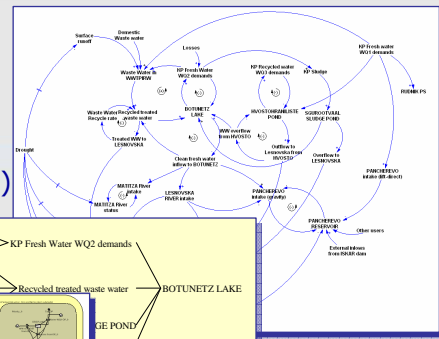 Surface
runoff
Domestic
Waste water
Losses
KP Fresh water
WQ1 demands
Waste Water in
WWTPIRW
KP Fresh Water
WQ2 demands
KP Recycled water
WQ3 demands
KP Sludge
RUDNIK PS
Waste Water
Recycle rate
Recycled treated
waste water
BOTUNETZ
LAKE
HVOSTOHRANILISTE
POND
SGUROOTVAAL
SLUDGE POND
Treated WW to
LESNOVSKA
WW overflow
from HVOSTO
Drought
Clean fresh water
inflow to BOTUNETZ
Outflow to
Lesnovska from
HVOSTO
Overflow to
LESNOVSKA
PANCHEREVO
intake (lift-direct)
MATITZA River
intake
MATITZA River
status
LESNOVSKA
RIVER intake
PANCHEREVO
intake (gravity)
PANCHEREVO
RESERVOIR
Other users
External inlows
from ISKAR dam
)
KP Fresh Water WQ2 demands
Recycled treated waste water
BOTUNETZ LAKE
GE POND